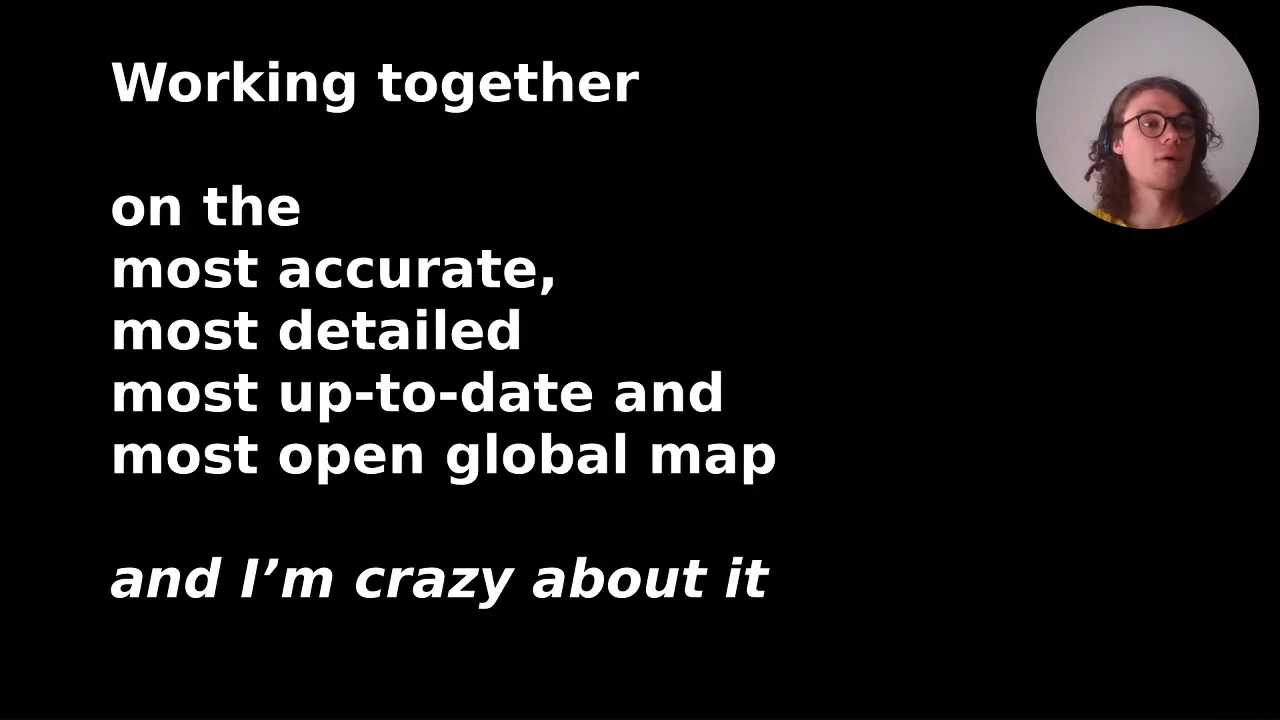 Working together
on the
most accurate,
most detailed
most up-to-date and
most open global map
and I’m crazy about it